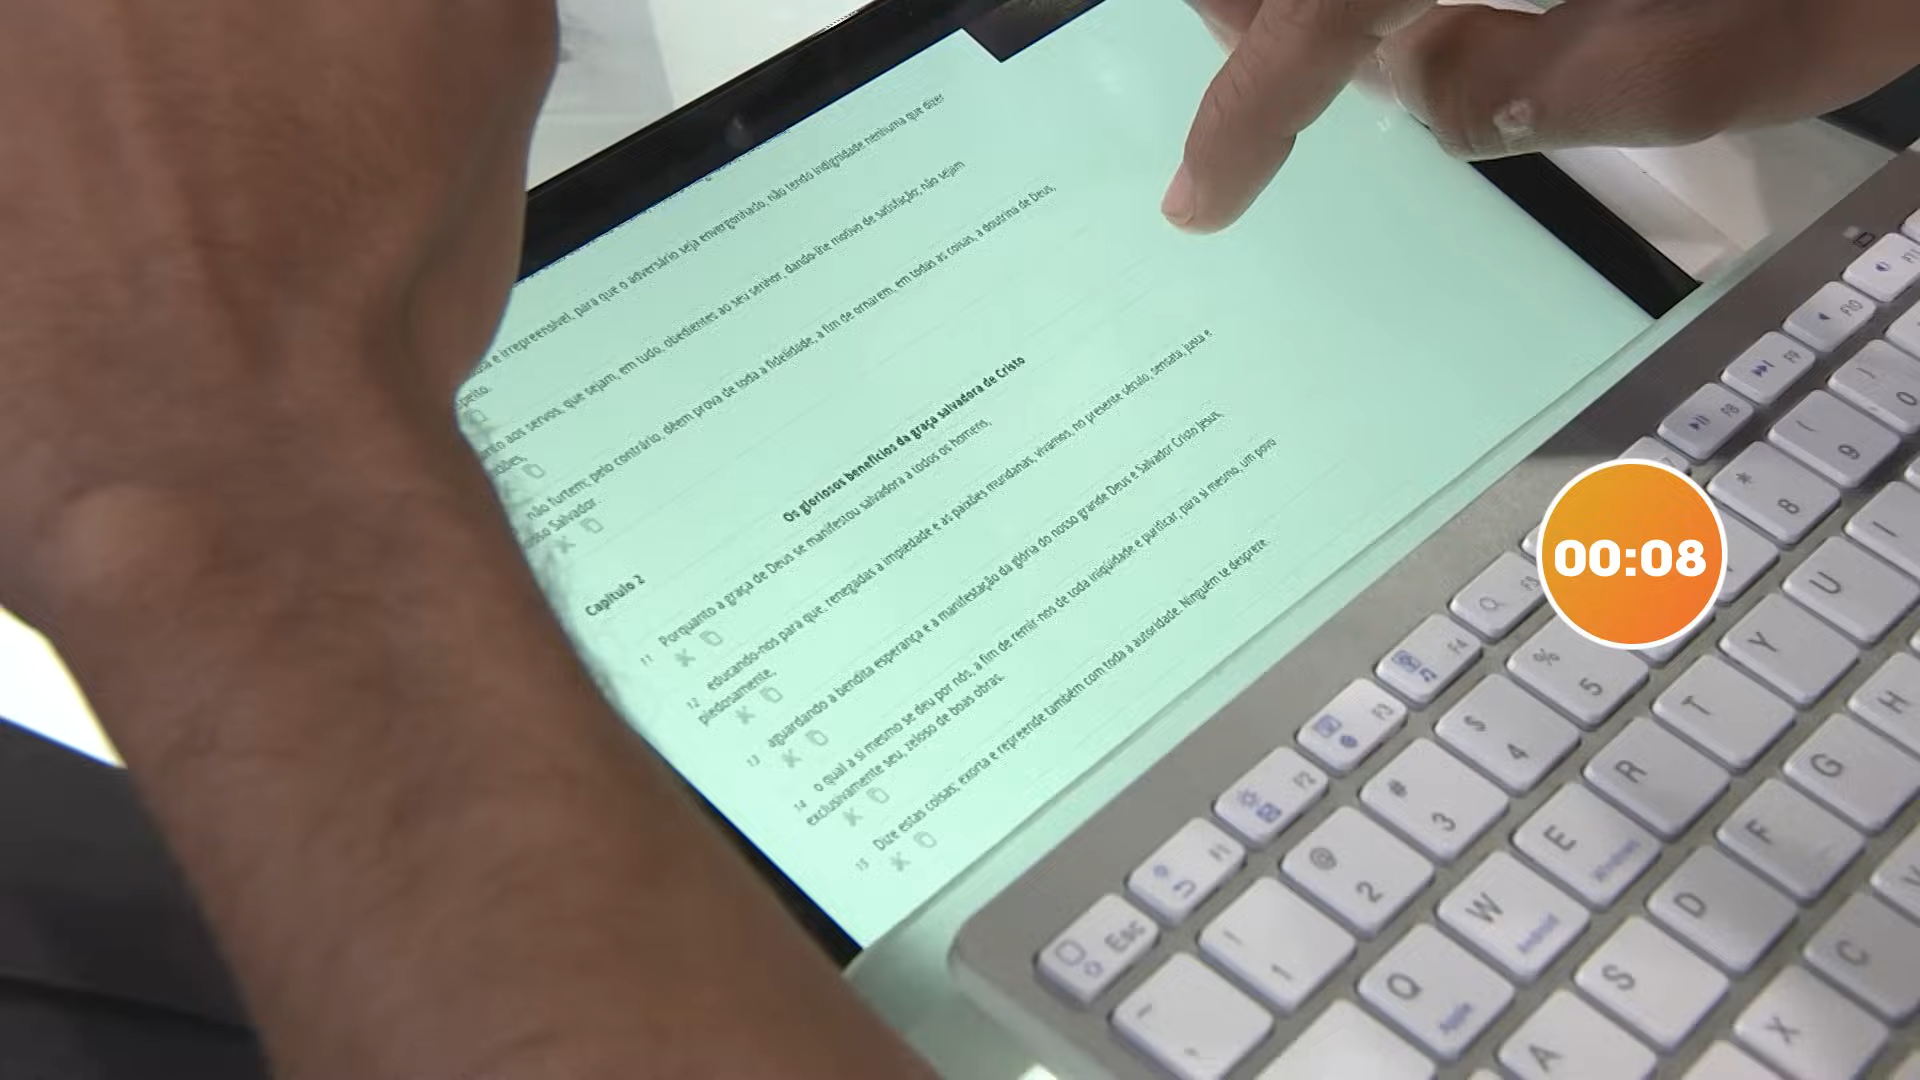 e irrepreensível, para que o adversário seja envergonhado, não tendo indignidade nenhuma que dizer
peito.
aos servos, que sejam, em tudo, obedientes ao seu senhor, dando-lhe motivo de satisfação; não sejam
não furtem; pelo contrário, dêem prova de toda a fidelidade, a fim de ornarem, em todas as coisas, a doutrina de Deus,
Salvador.
Os gloriosos benefícios da graça salvadora de Cristo
Capítulo 2
11 Porquanto a graça de Deus se manifestou salvadora a todos os homens,
12 educando-nos para que, renegadas a impiedade e as paixões mundanas, vivamos, no presente século, sensata, justa e
piedosamente,
13 aguardando a bendita esperança e a manifestação da glória do nosso grande Deus e Salvador Cristo Jesus,
14 o qual a si mesmo se deu por nós, a fim de remir-nos de toda iniqüidade e purificar, para si mesmo, um povo
exclusivamente seu, zeloso de boas obras.
15 Dize estas coisas; exorta e repreende também com toda a autoridade. Ninguém te despreze.
00:08
Esc F1 F2 F3 F4 F5 F8 F9 F10 F11
~ ! 1 @ 2 # 3 $ 4 % 5 * 8 ( 9 ) 0
Q Apple W Android E Windows R T Y U I
A S D F G H
X C V